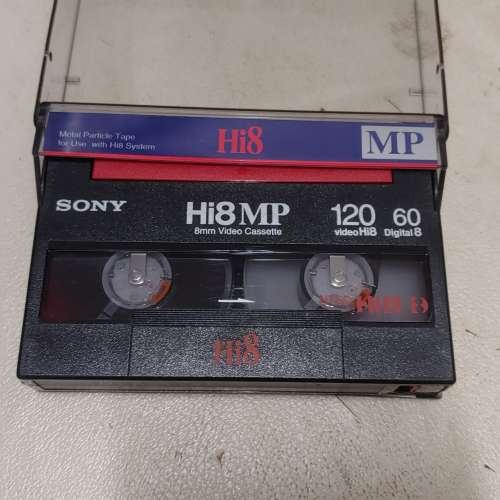 Metal Particle Tape
for Use with Hi8 System
Hi8
MP
SONY
Hi8 MP
8mm Video Cassette
120
video Hi8
60
Digital 8
Hi8
Hi8